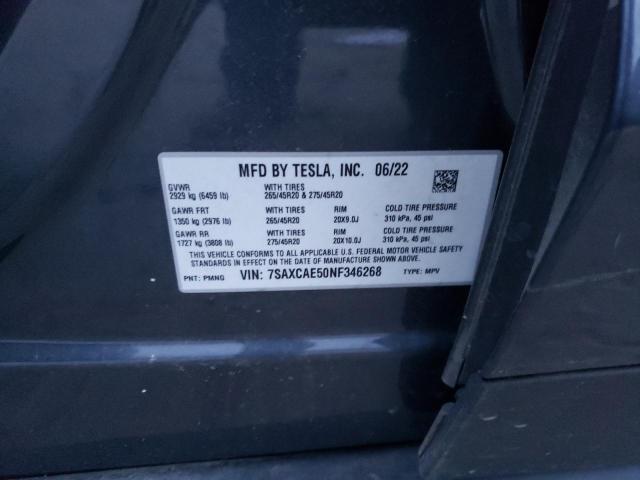 MFD BY TESLA, INC. 06/22
GVWR WITH TIRES
2929 kg (6459 lb) 265/45R20 & 275/45R20
GAWR FRT WITH TIRES RIM COLD TIRE PRESSURE
1350 kg (2976 lb) 265/45R20 20X9.0J 310 kPa, 45 psi
GAWR RR WITH TIRES RIM COLD TIRE PRESSURE
1727 kg (3808 lb) 275/45R20 20X10.0J 310 kPa, 45 psi
THIS VEHICLE CONFORMS TO ALL APPLICABLE U.S. FEDERAL MOTOR VEHICLE SAFETY
STANDARDS IN EFFECT ON THE DATE OF MANUFACTURE SHOWN ABOVE.
PNT: PMNG VIN: 7SAXCAE50NF346268 TYPE: MPV